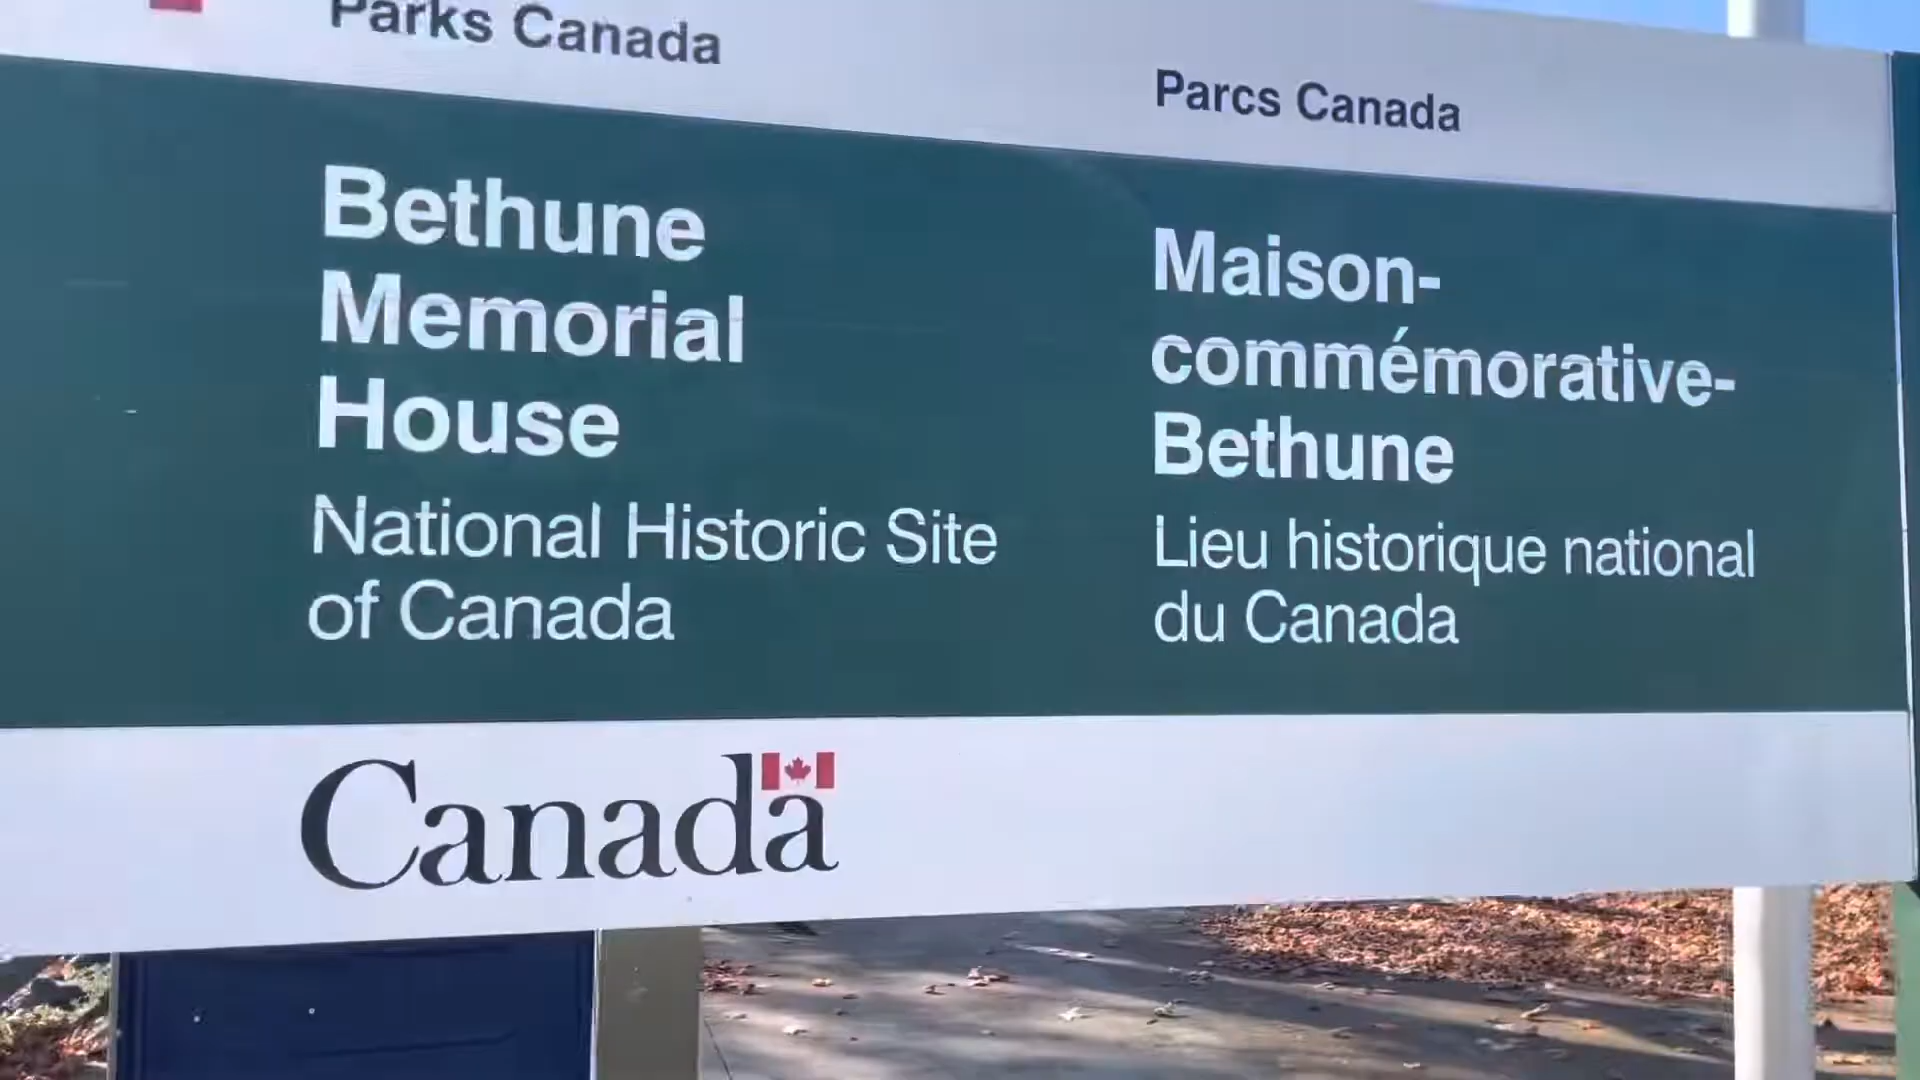 Parks Canada
Parcs Canada
Bethune
Memorial
House
National Historic Site
of Canada
Maison-
commémorative-
Bethune
Lieu historique national
du Canada
Canada